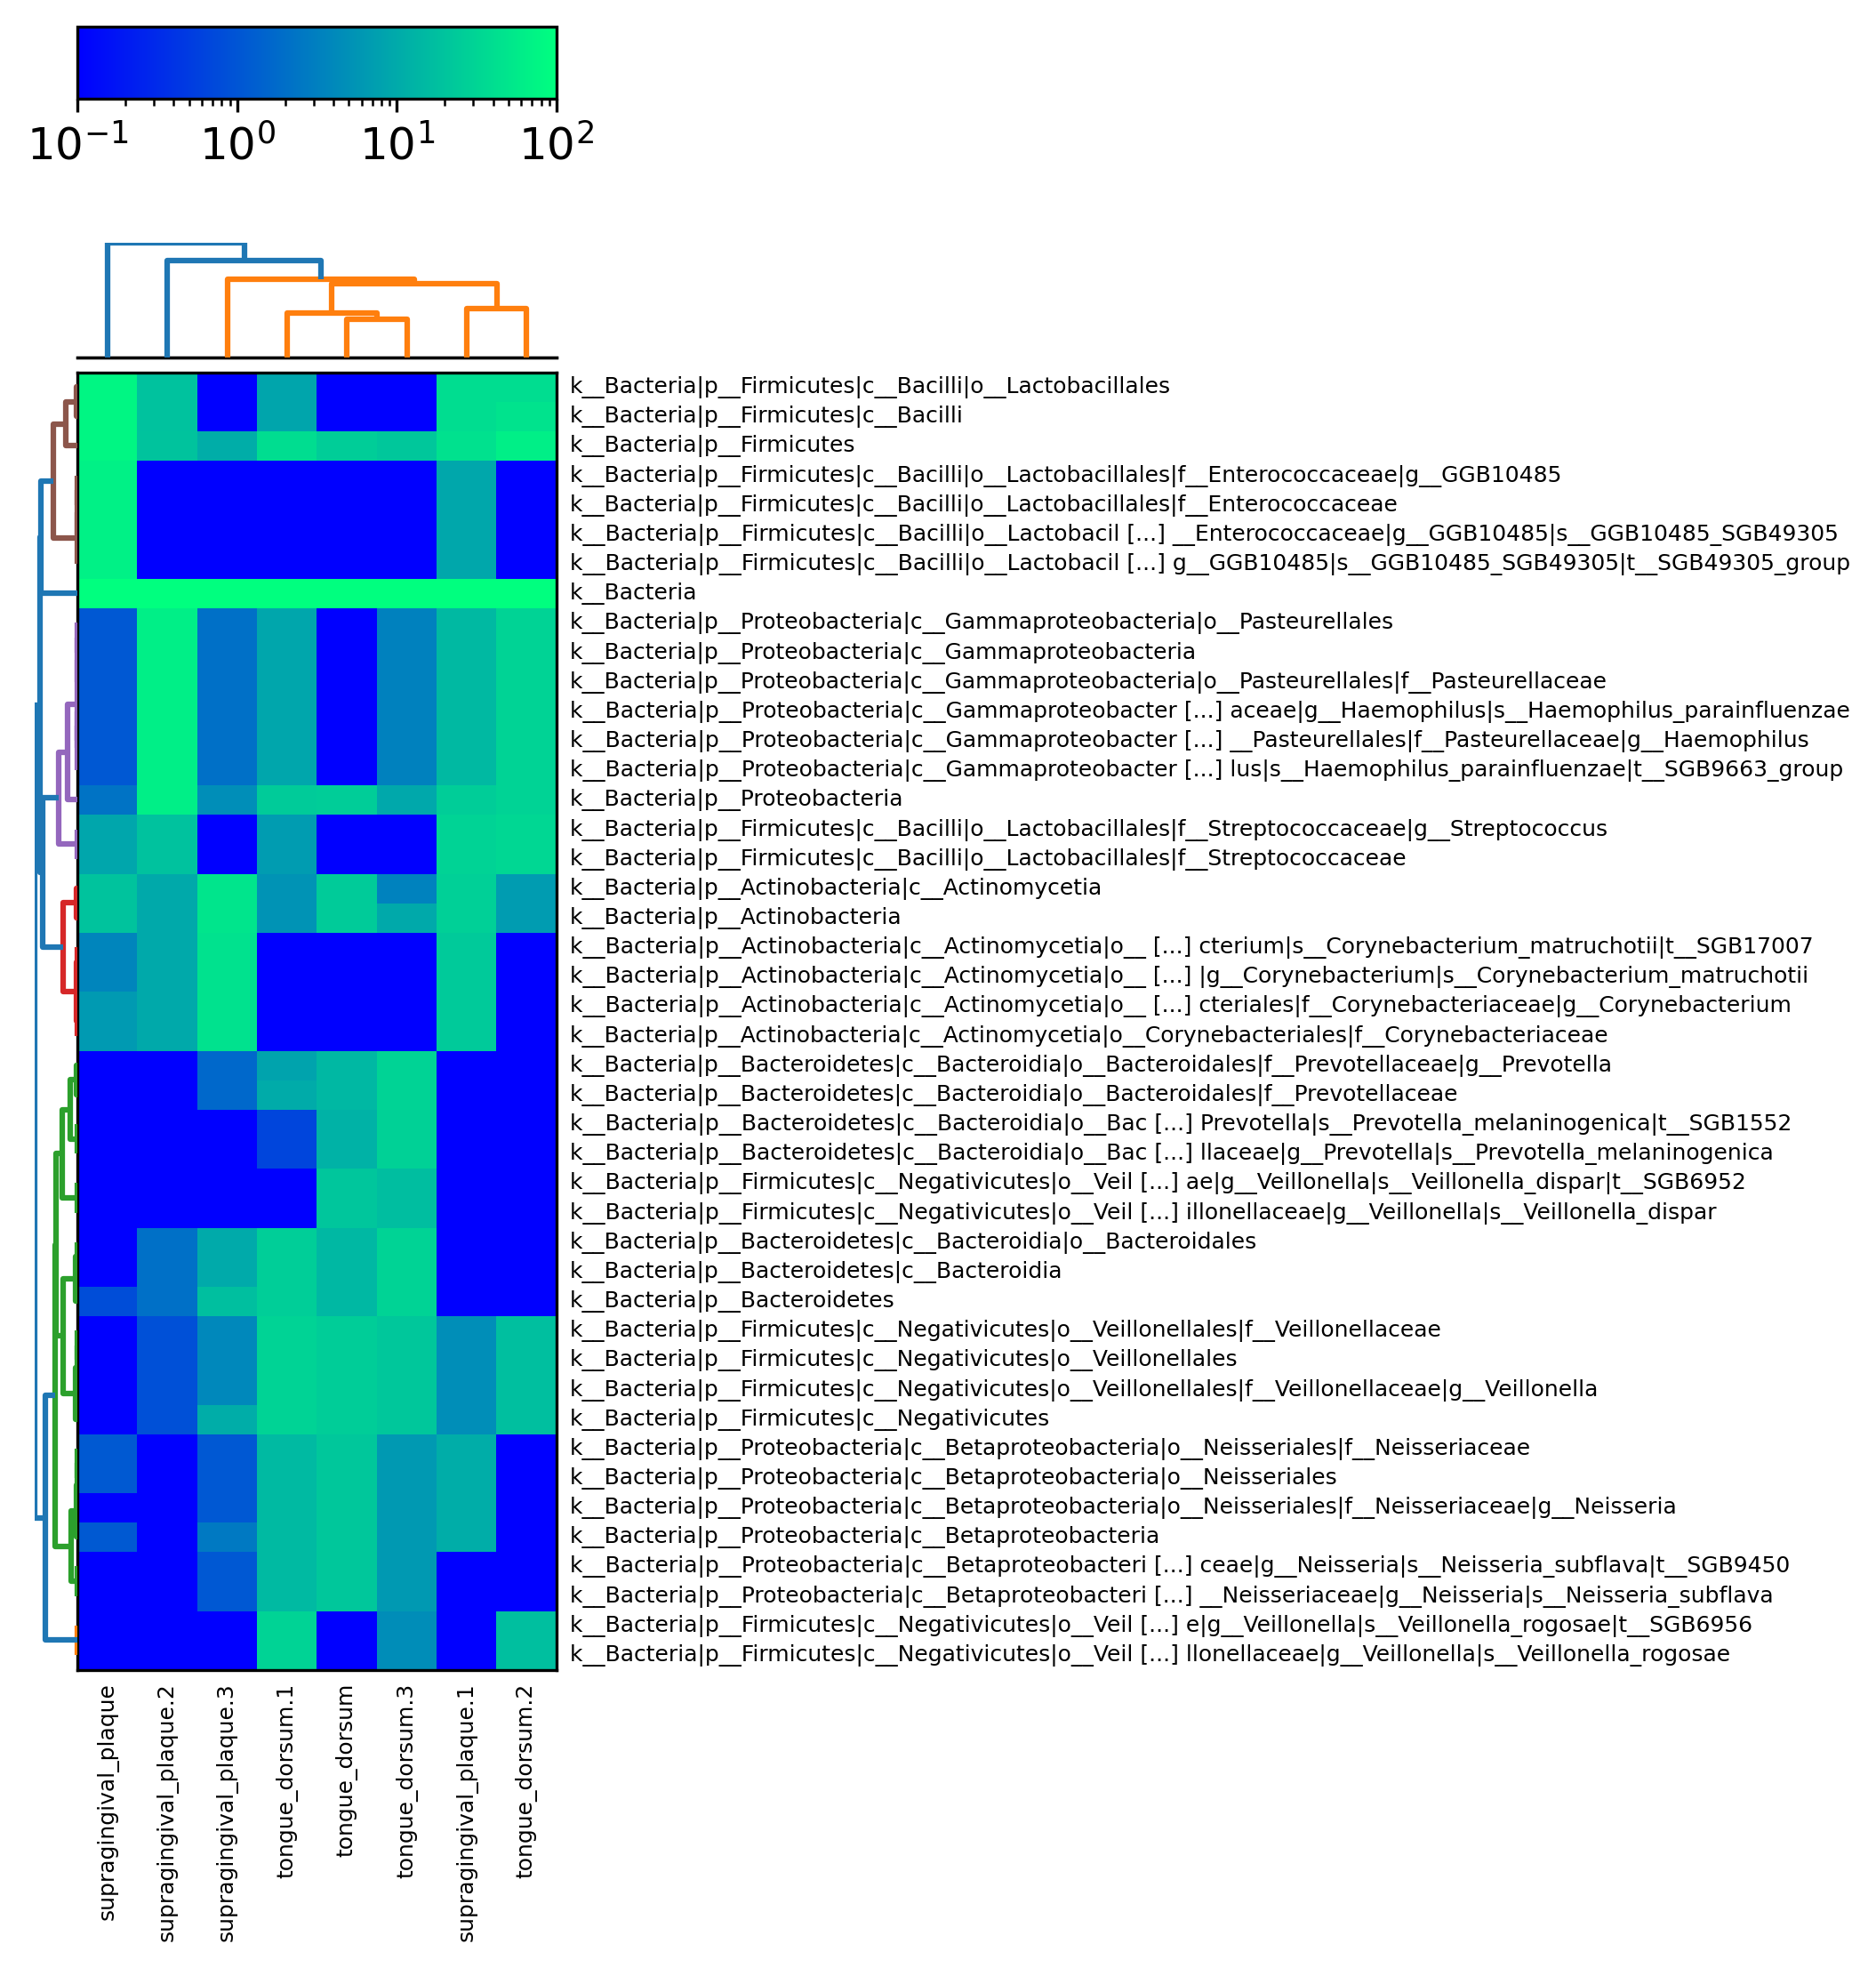 10⁻¹ 10⁰ 10¹ 10²
k__Bacteria|p__Firmicutes|c__Bacilli|o__Lactobacillales
k__Bacteria|p__Firmicutes|c__Bacilli
k__Bacteria|p__Firmicutes
k__Bacteria|p__Firmicutes|c__Bacilli|o__Lactobacillales|f__Enterococcaceae|g__GGB10485
k__Bacteria|p__Firmicutes|c__Bacilli|o__Lactobacillales|f__Enterococcaceae
k__Bacteria|p__Firmicutes|c__Bacilli|o__Lactobacil [...] __Enterococcaceae|g__GGB10485|s__GGB10485_SGB49305
k__Bacteria|p__Firmicutes|c__Bacilli|o__Lactobacil [...] g__GGB10485|s__GGB10485_SGB49305|t__SGB49305_group
k__Bacteria
k__Bacteria|p__Proteobacteria|c__Gammaproteobacteria|o__Pasteurellales
k__Bacteria|p__Proteobacteria|c__Gammaproteobacteria
k__Bacteria|p__Proteobacteria|c__Gammaproteobacteria|o__Pasteurellales|f__Pasteurellaceae
k__Bacteria|p__Proteobacteria|c__Gammaproteobacter [...] aceae|g__Haemophilus|s__Haemophilus_parainfluenzae
k__Bacteria|p__Proteobacteria|c__Gammaproteobacter [...] __Pasteurellales|f__Pasteurellaceae|g__Haemophilus
k__Bacteria|p__Proteobacteria|c__Gammaproteobacter [...] lus|s__Haemophilus_parainfluenzae|t__SGB9663_group
k__Bacteria|p__Proteobacteria
k__Bacteria|p__Firmicutes|c__Bacilli|o__Lactobacillales|f__Streptococcaceae|g__Streptococcus
k__Bacteria|p__Firmicutes|c__Bacilli|o__Lactobacillales|f__Streptococcaceae
k__Bacteria|p__Actinobacteria|c__Actinomycetia
k__Bacteria|p__Actinobacteria
k__Bacteria|p__Actinobacteria|c__Actinomycetia|o__ [...] cterium|s__Corynebacterium_matruchotii|t__SGB17007
k__Bacteria|p__Actinobacteria|c__Actinomycetia|o__ [...] |g__Corynebacterium|s__Corynebacterium_matruchotii
k__Bacteria|p__Actinobacteria|c__Actinomycetia|o__ [...] cteriales|f__Corynebacteriaceae|g__Corynebacterium
k__Bacteria|p__Actinobacteria|c__Actinomycetia|o__Corynebacteriales|f__Corynebacteriaceae
k__Bacteria|p__Bacteroidetes|c__Bacteroidia|o__Bacteroidales|f__Prevotellaceae|g__Prevotella
k__Bacteria|p__Bacteroidetes|c__Bacteroidia|o__Bacteroidales|f__Prevotellaceae
k__Bacteria|p__Bacteroidetes|c__Bacteroidia|o__Bac [...] Prevotella|s__Prevotella_melaninogenica|t__SGB1552
k__Bacteria|p__Bacteroidetes|c__Bacteroidia|o__Bac [...] llaceae|g__Prevotella|s__Prevotella_melaninogenica
k__Bacteria|p__Firmicutes|c__Negativicutes|o__Veil [...] ae|g__Veillonella|s__Veillonella_dispar|t__SGB6952
k__Bacteria|p__Firmicutes|c__Negativicutes|o__Veil [...] illonellaceae|g__Veillonella|s__Veillonella_dispar
k__Bacteria|p__Bacteroidetes|c__Bacteroidia|o__Bacteroidales
k__Bacteria|p__Bacteroidetes|c__Bacteroidia
k__Bacteria|p__Bacteroidetes
k__Bacteria|p__Firmicutes|c__Negativicutes|o__Veillonellales|f__Veillonellaceae
k__Bacteria|p__Firmicutes|c__Negativicutes|o__Veillonellales
k__Bacteria|p__Firmicutes|c__Negativicutes|o__Veillonellales|f__Veillonellaceae|g__Veillonella
k__Bacteria|p__Firmicutes|c__Negativicutes
k__Bacteria|p__Proteobacteria|c__Betaproteobacteria|o__Neisseriales|f__Neisseriaceae
k__Bacteria|p__Proteobacteria|c__Betaproteobacteria|o__Neisseriales
k__Bacteria|p__Proteobacteria|c__Betaproteobacteria|o__Neisseriales|f__Neisseriaceae|g__Neisseria
k__Bacteria|p__Proteobacteria|c__Betaproteobacteria
k__Bacteria|p__Proteobacteria|c__Betaproteobacteri [...] ceae|g__Neisseria|s__Neisseria_subflava|t__SGB9450
k__Bacteria|p__Proteobacteria|c__Betaproteobacteri [...] __Neisseriaceae|g__Neisseria|s__Neisseria_subflava
k__Bacteria|p__Firmicutes|c__Negativicutes|o__Veil [...] e|g__Veillonella|s__Veillonella_rogosae|t__SGB6956
k__Bacteria|p__Firmicutes|c__Negativicutes|o__Veil [...] llonellaceae|g__Veillonella|s__Veillonella_rogosae
supragingival_plaque
supragingival_plaque.2
supragingival_plaque.3
tongue_dorsum.1
tongue_dorsum
tongue_dorsum.3
supragingival_plaque.1
tongue_dorsum.2